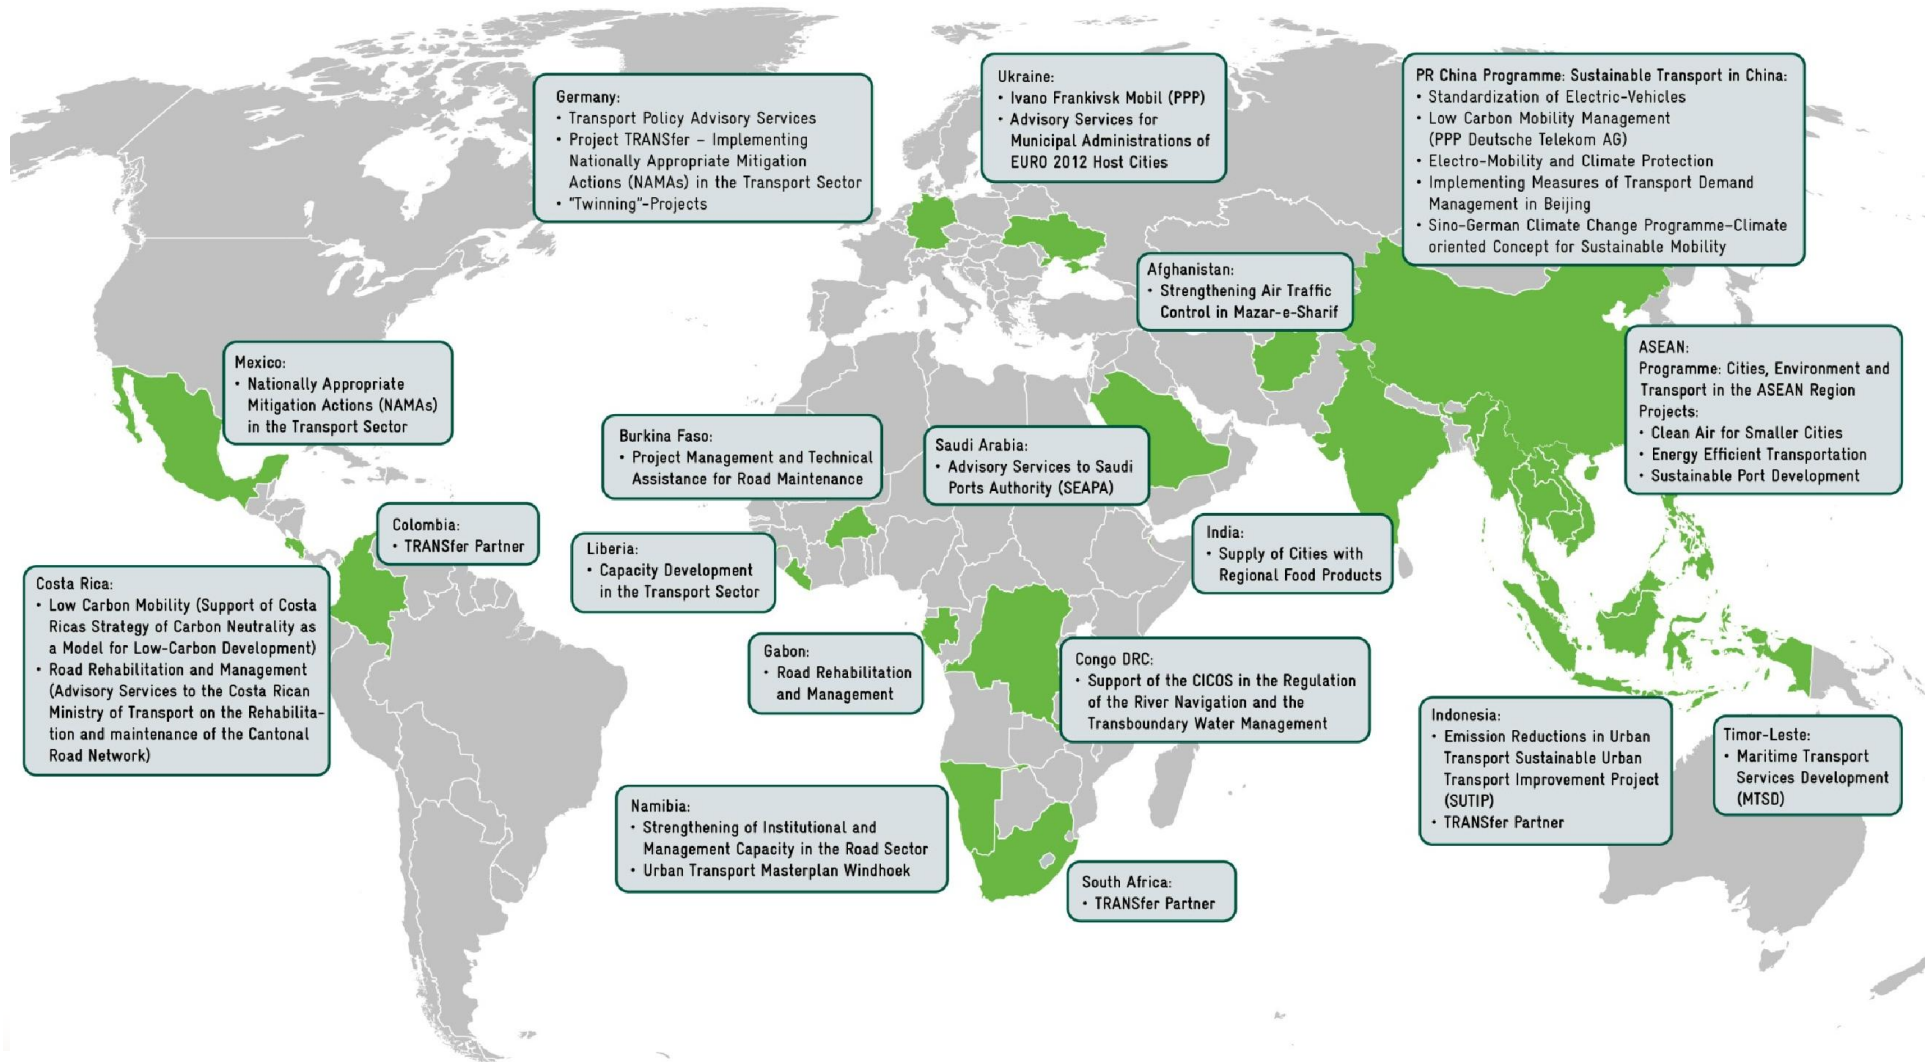 Germany:
• Transport Policy Advisory Services
• Project TRANSfer – Implementing
Nationally Appropriate Mitigation
Actions (NAMAs) in the Transport Sector
• "Twinning"-Projects
Ukraine:
• Ivano Frankivsk Mobil (PPP)
• Advisory Services for
Municipal Administrations of
EURO 2012 Host Cities
PR China Programme: Sustainable Transport in China:
• Standardization of Electric-Vehicles
• Low Carbon Mobility Management
(PPP Deutsche Telekom AG)
• Electro-Mobility and Climate Protection
• Implementing Measures of Transport Demand
Management in Beijing
• Sino-German Climate Change Programme-Climate
oriented Concept for Sustainable Mobility
Afghanistan:
• Strengthening Air Traffic
Control in Mazar-e-Sharif
Mexico:
• Nationally Appropriate
Mitigation Actions (NAMAs)
in the Transport Sector
ASEAN:
Programme: Cities, Environment and
Transport in the ASEAN Region
Projects:
• Clean Air for Smaller Cities
• Energy Efficient Transportation
• Sustainable Port Development
Burkina Faso:
• Project Management and Technical
Assistance for Road Maintenance
Saudi Arabia:
• Advisory Services to Saudi
Ports Authority (SEAPA)
Colombia:
• TRANSfer Partner
Liberia:
• Capacity Development
in the Transport Sector
India:
• Supply of Cities with
Regional Food Products
Costa Rica:
• Low Carbon Mobility (Support of Costa
Ricas Strategy of Carbon Neutrality as
a Model for Low-Carbon Development)
• Road Rehabilitation and Management
(Advisory Services to the Costa Rican
Ministry of Transport on the Rehabilita-
tion and maintenance of the Cantonal
Road Network)
Gabon:
• Road Rehabilitation
and Management
Congo DRC:
• Support of the CICOS in the Regulation
of the River Navigation and the
Transboundary Water Management
Indonesia:
• Emission Reductions in Urban
Transport Sustainable Urban
Transport Improvement Project
(SUTIP)
• TRANSfer Partner
Timor-Leste:
• Maritime Transport
Services Development
(MTSD)
Namibia:
• Strengthening of Institutional and
Management Capacity in the Road Sector
• Urban Transport Masterplan Windhoek
South Africa:
• TRANSfer Partner